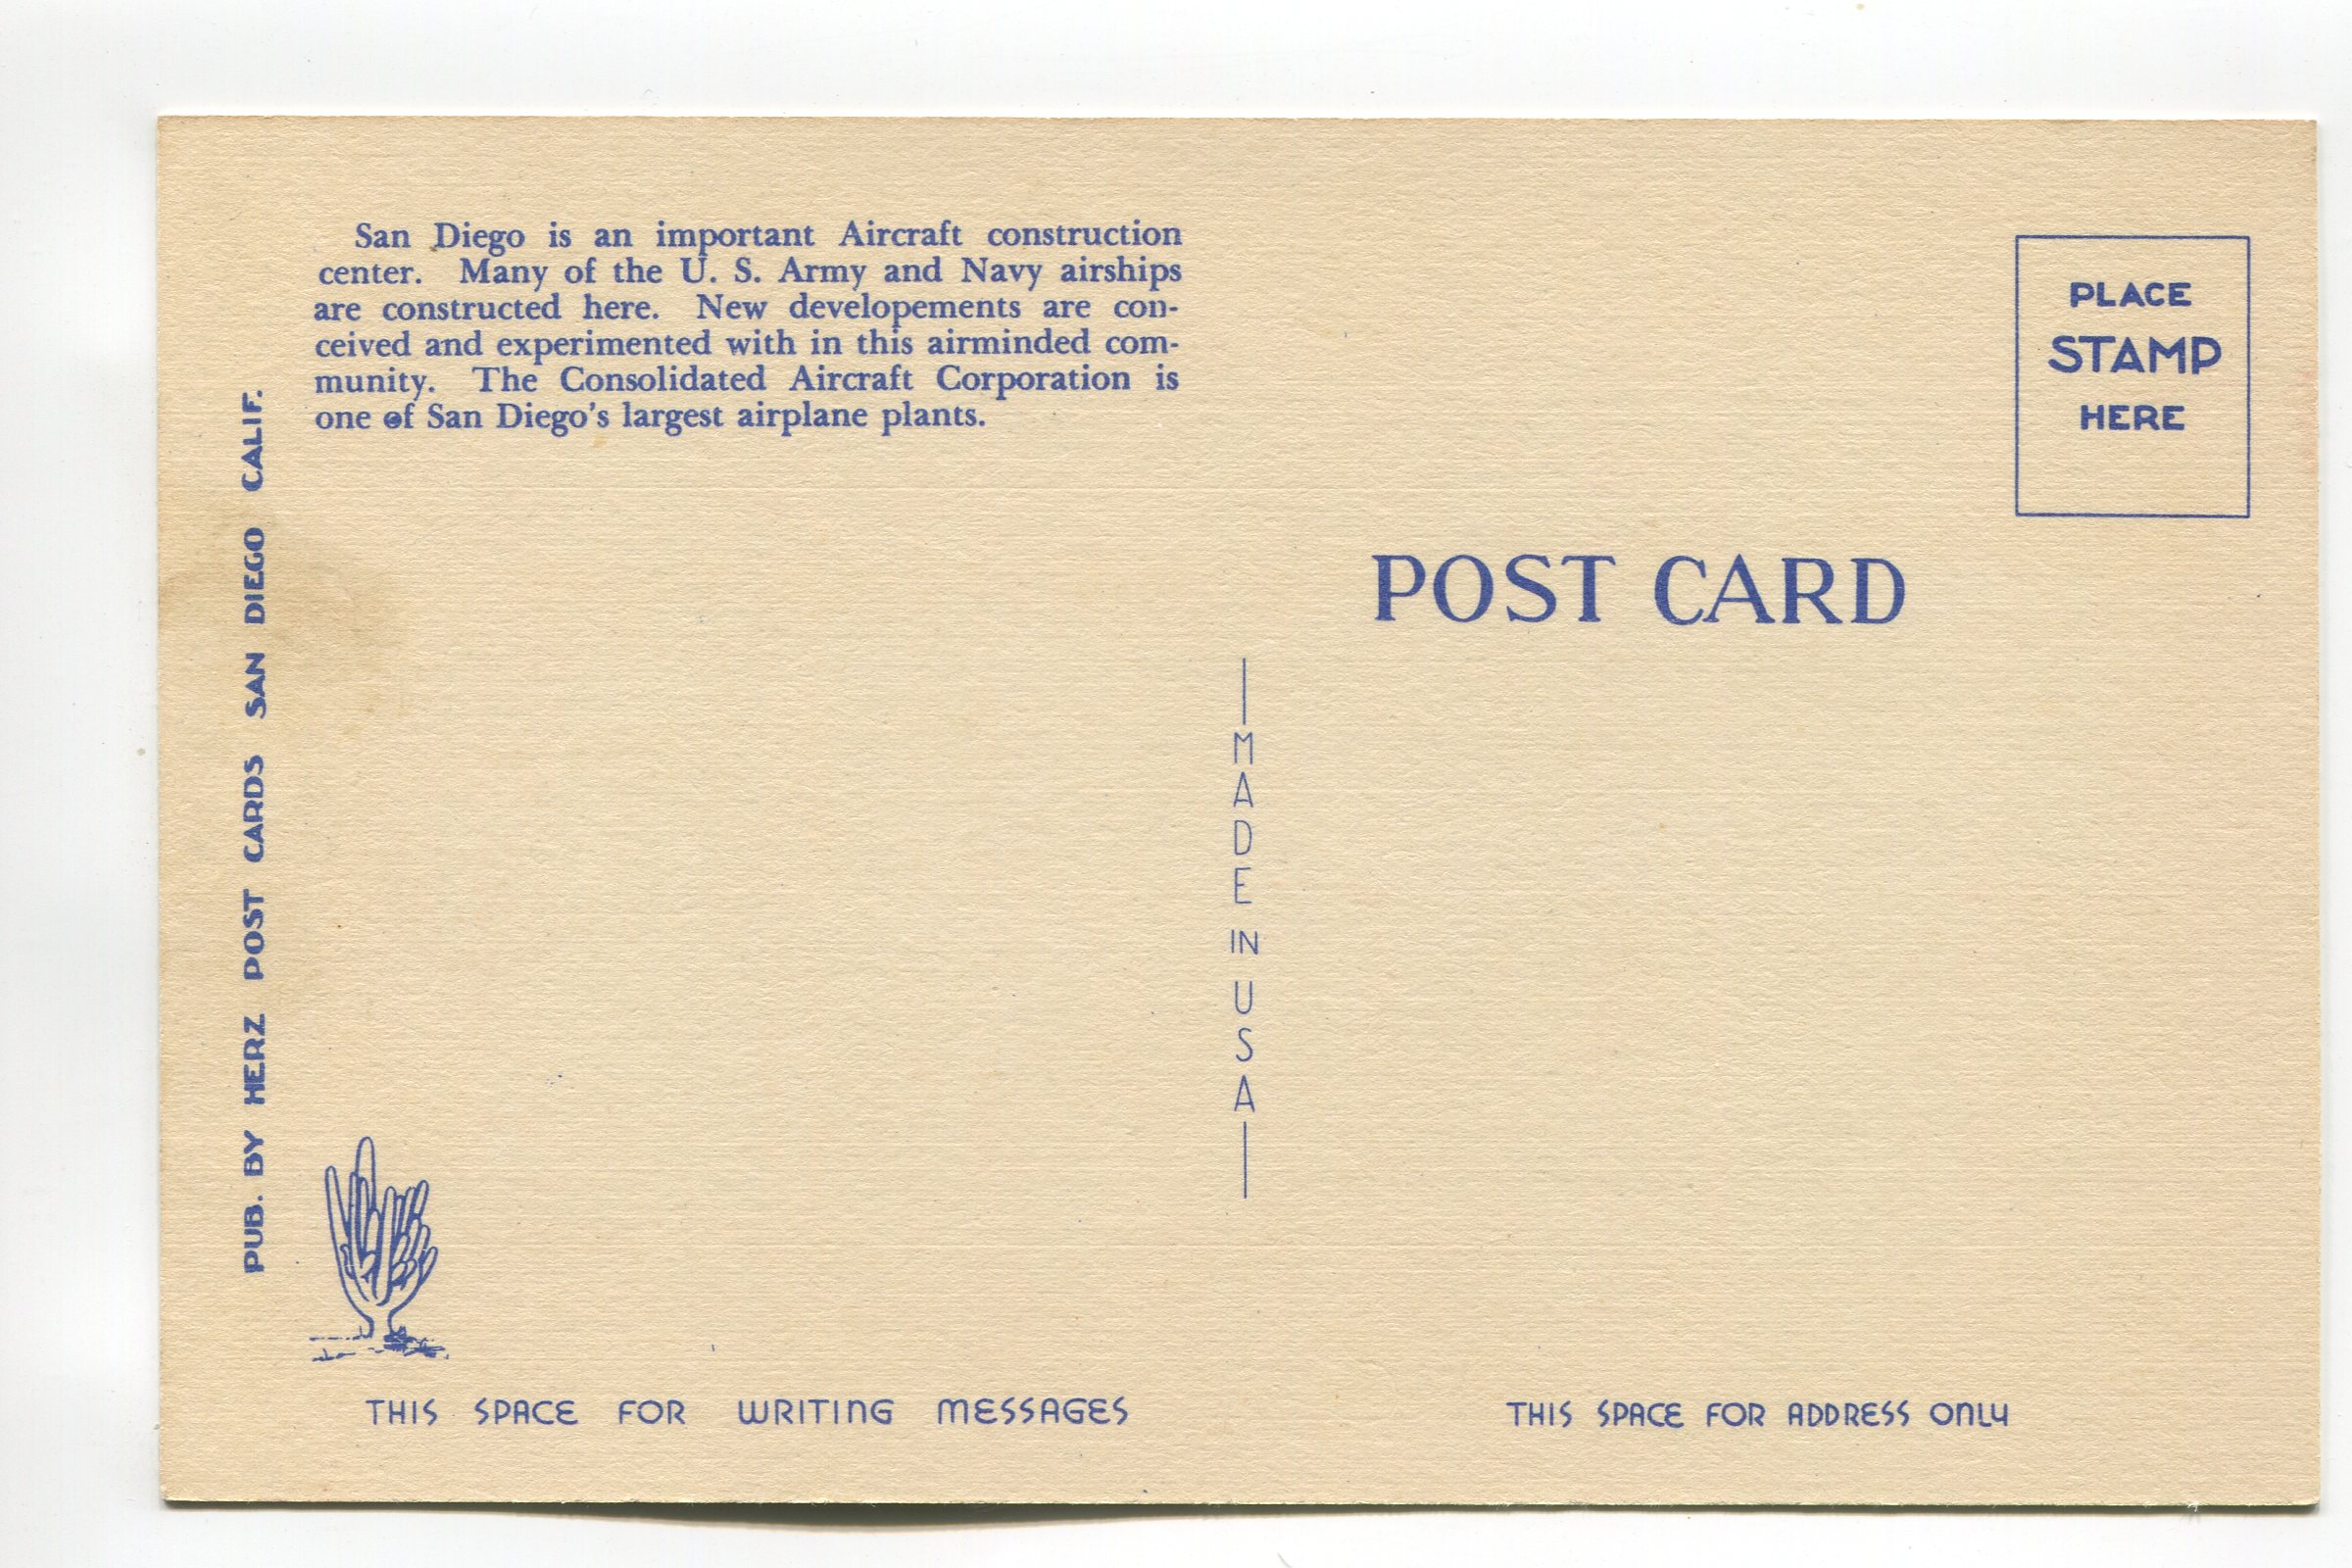 San Diego is an important Aircraft construction
center. Many of the U. S. Army and Navy airships
are constructed here. New developements are con-
ceived and experimented with in this airminded com-
munity. The Consolidated Aircraft Corporation is
one of San Diego's largest airplane plants.
PUB. BY HERZ POST CARDS SAN DIEGO CALIF.
THIS SPACE FOR WRITING MESSAGES
MADE IN USA
PLACE
STAMP
HERE
POST CARD
THIS SPACE FOR ADDRESS ONLY